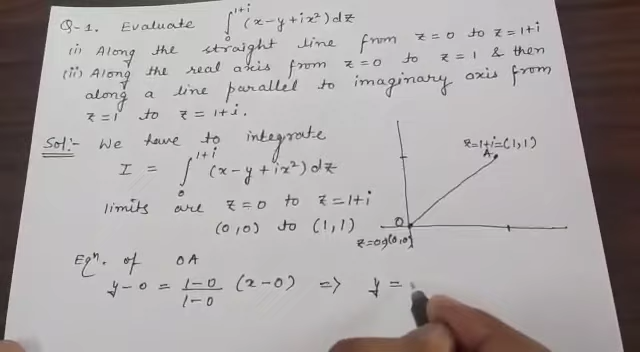 Q-1. Evaluate ∫₀^{1+i} (x-y+ix²)dz
(i) Along the straight line from z=0 to z=1+i
(ii) Along the real axis from z=0 to z=1 & then
along a line parallel to imaginary axis from
z=1 to z=1+i.
Sol:- We have to integrate
I = ∫₀^{1+i} (x-y+ix²)dz
limits are z=0 to z=1+i
(0,0) to (1,1)
z=1+i=(1,1)
A
O
z=0=(0,0)
Eqⁿ. of OA
y-0 = \frac{1-0}{1-0} (x-0) ⇒ y =